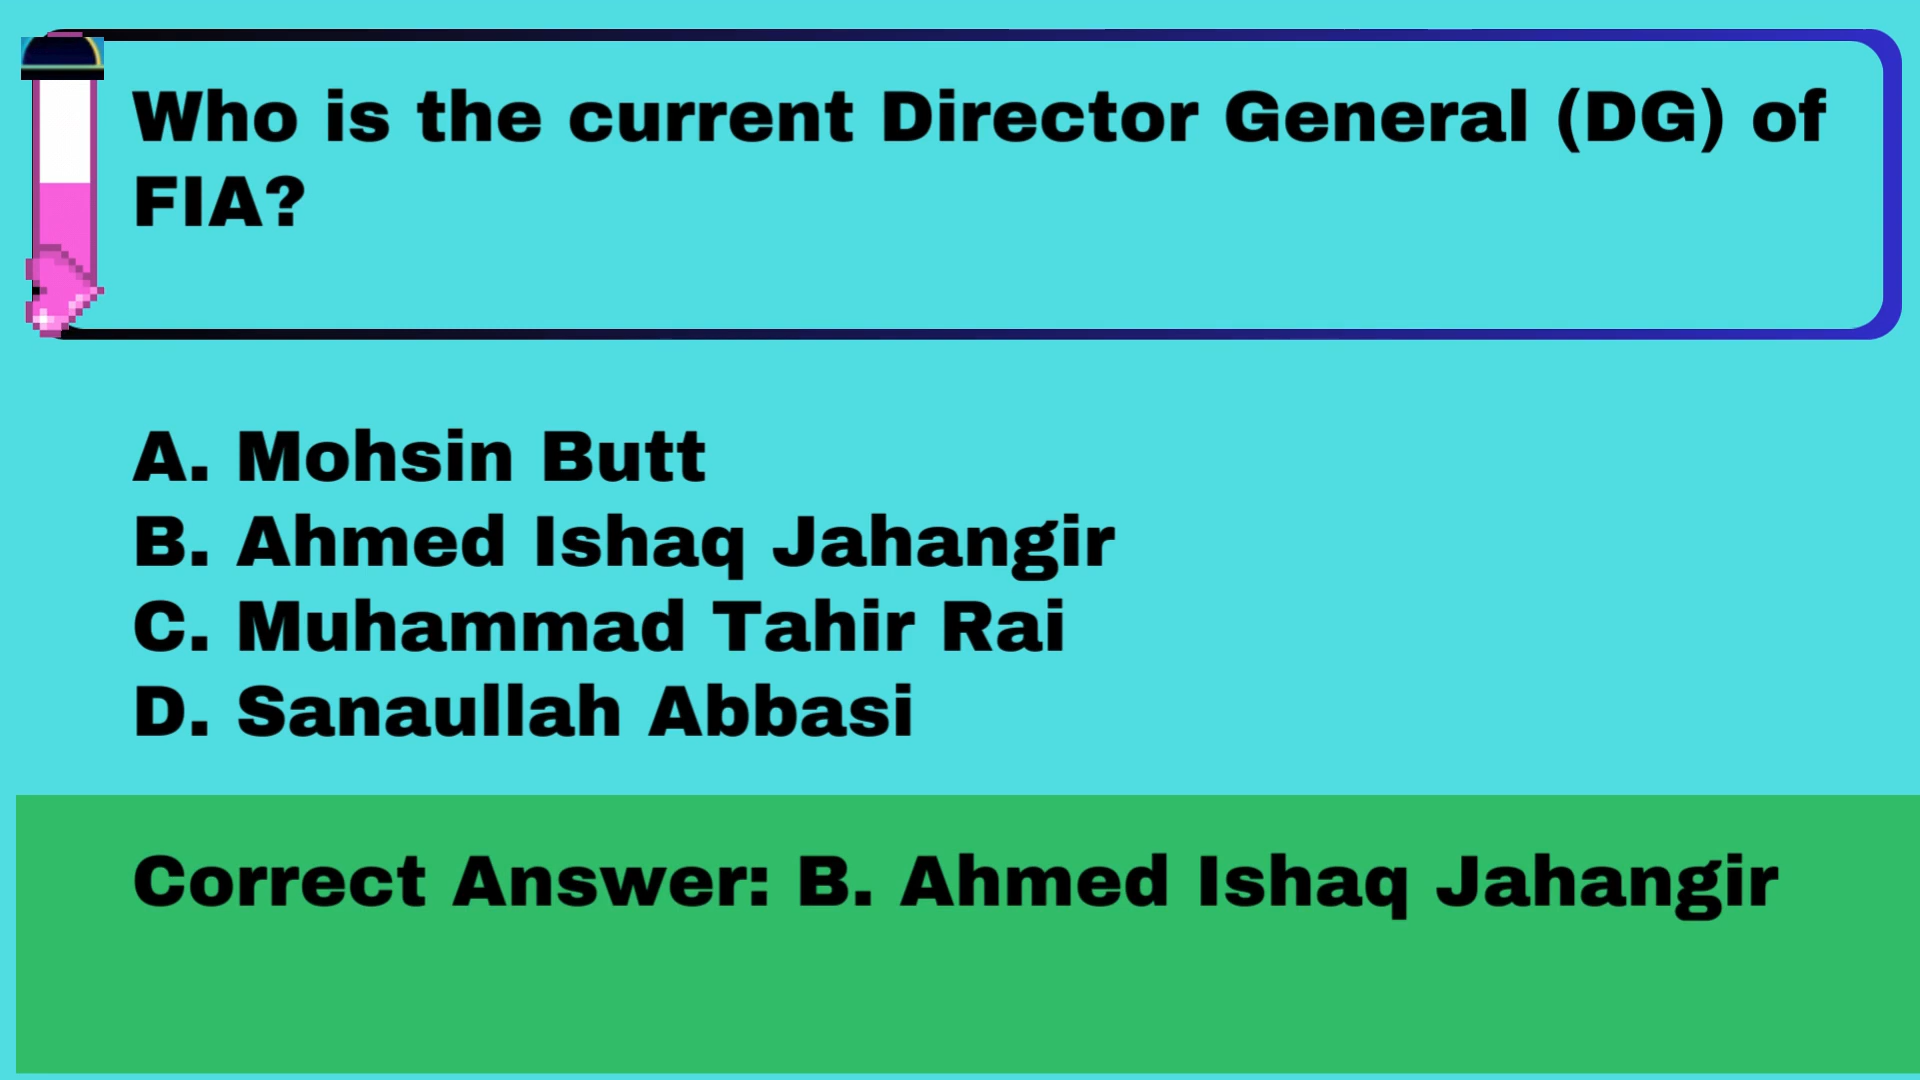 Who is the current Director General (DG) of
FIA?
A. Mohsin Butt
B. Ahmed Ishaq Jahangir
C. Muhammad Tahir Rai
D. Sanaullah Abbasi
Correct Answer: B. Ahmed Ishaq Jahangir